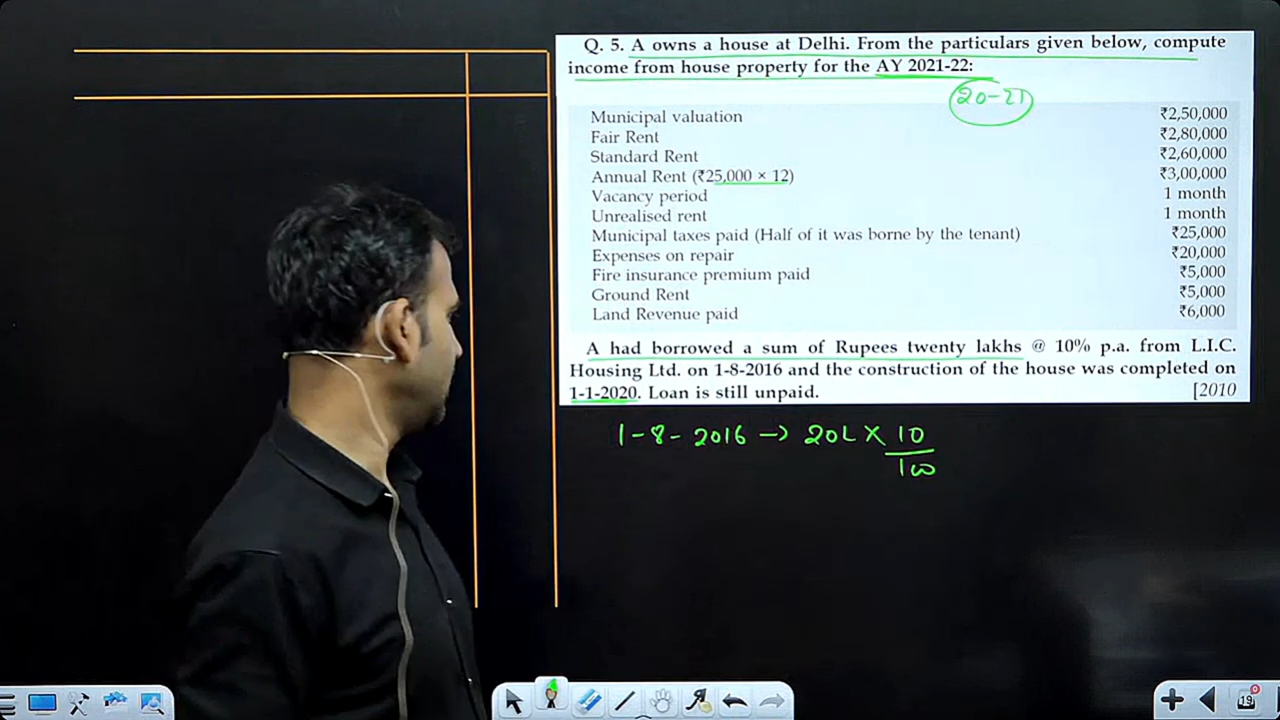 Q. 5. A owns a house at Delhi. From the particulars given below, compute
income from house property for the AY 2021-22:
20-21
Municipal valuation ₹2,50,000
Fair Rent ₹2,80,000
Standard Rent ₹2,60,000
Annual Rent (₹25,000 × 12) ₹3,00,000
Vacancy period 1 month
Unrealised rent 1 month
Municipal taxes paid (Half of it was borne by the tenant) ₹25,000
Expenses on repair ₹20,000
Fire insurance premium paid ₹5,000
Ground Rent ₹5,000
Land Revenue paid ₹6,000
A had borrowed a sum of Rupees twenty lakhs @ 10% p.a. from L.I.C.
Housing Ltd. on 1-8-2016 and the construction of the house was completed on
1-1-2020. Loan is still unpaid. [2010
1-8-2016 → 20L × 10
100
19